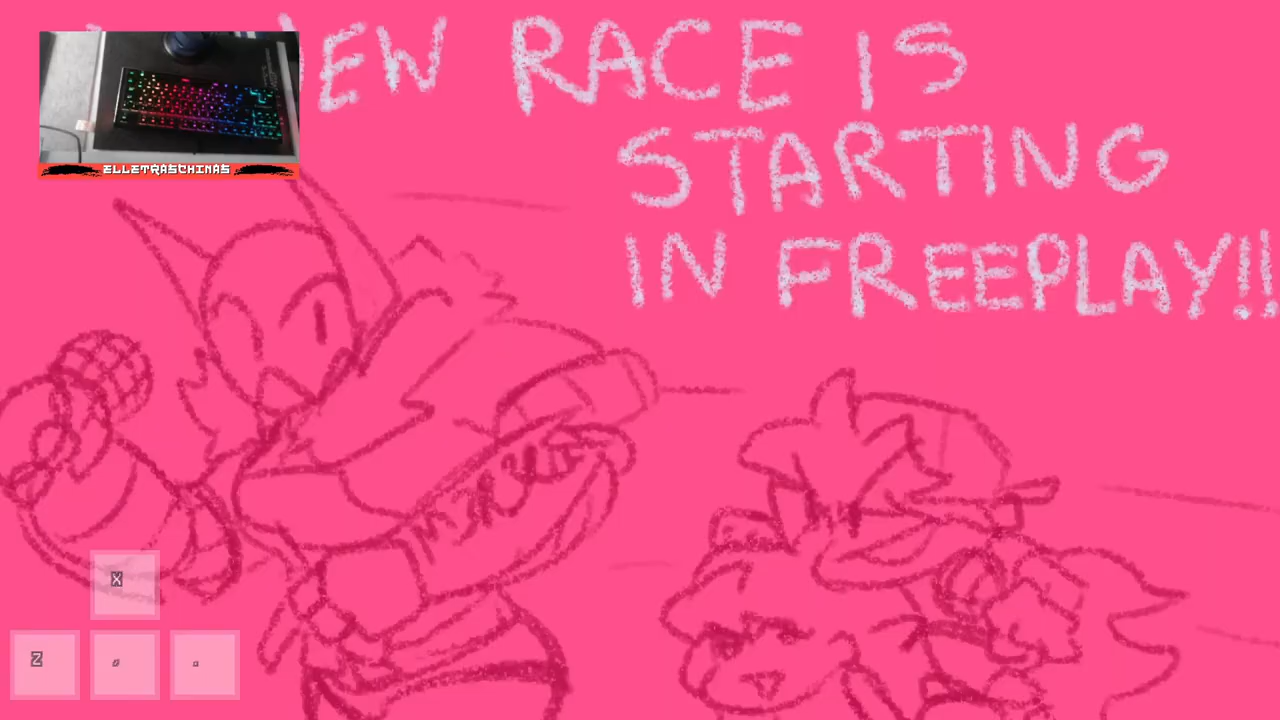 EW RACE IS
STARTING
IN FREEPLAY!!
ELLETRASCHINAS
X
Z
,
.